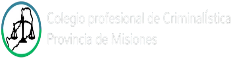 Colegio profesional de Criminalística
Provincia de Misiones